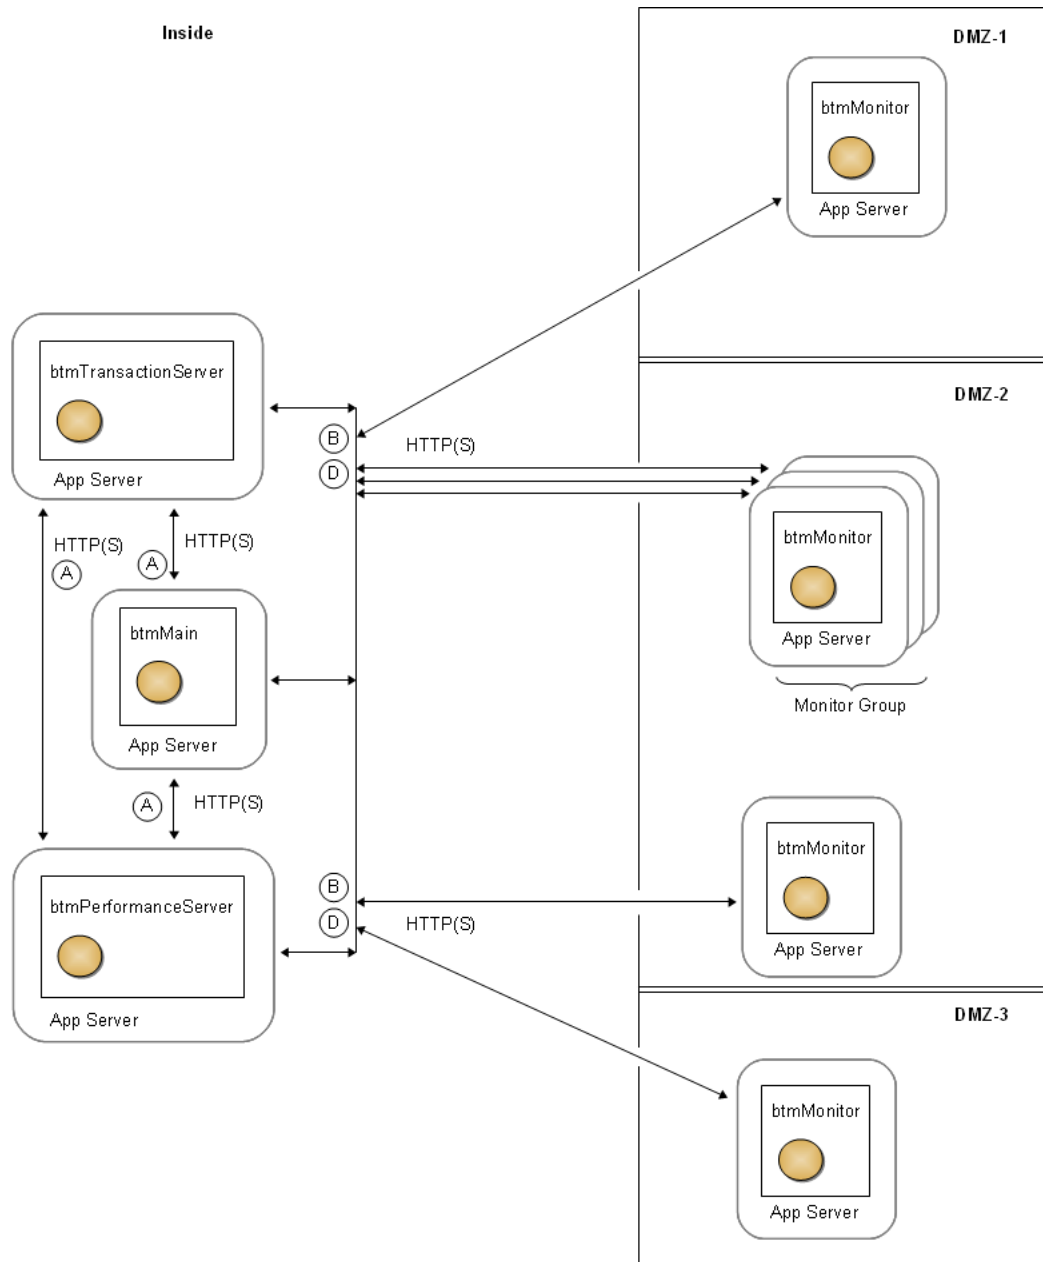 Inside
DMZ-1
btmMonitor
App Server
DMZ-2
btmTransactionServer
App Server
B
HTTP(S)
D
btmMonitor
App Server
Monitor Group
HTTP(S)
A
HTTP(S)
A
btmMain
App Server
A
HTTP(S)
btmMonitor
App Server
btmPerformanceServer
App Server
B
D
HTTP(S)
DMZ-3
btmMonitor
App Server